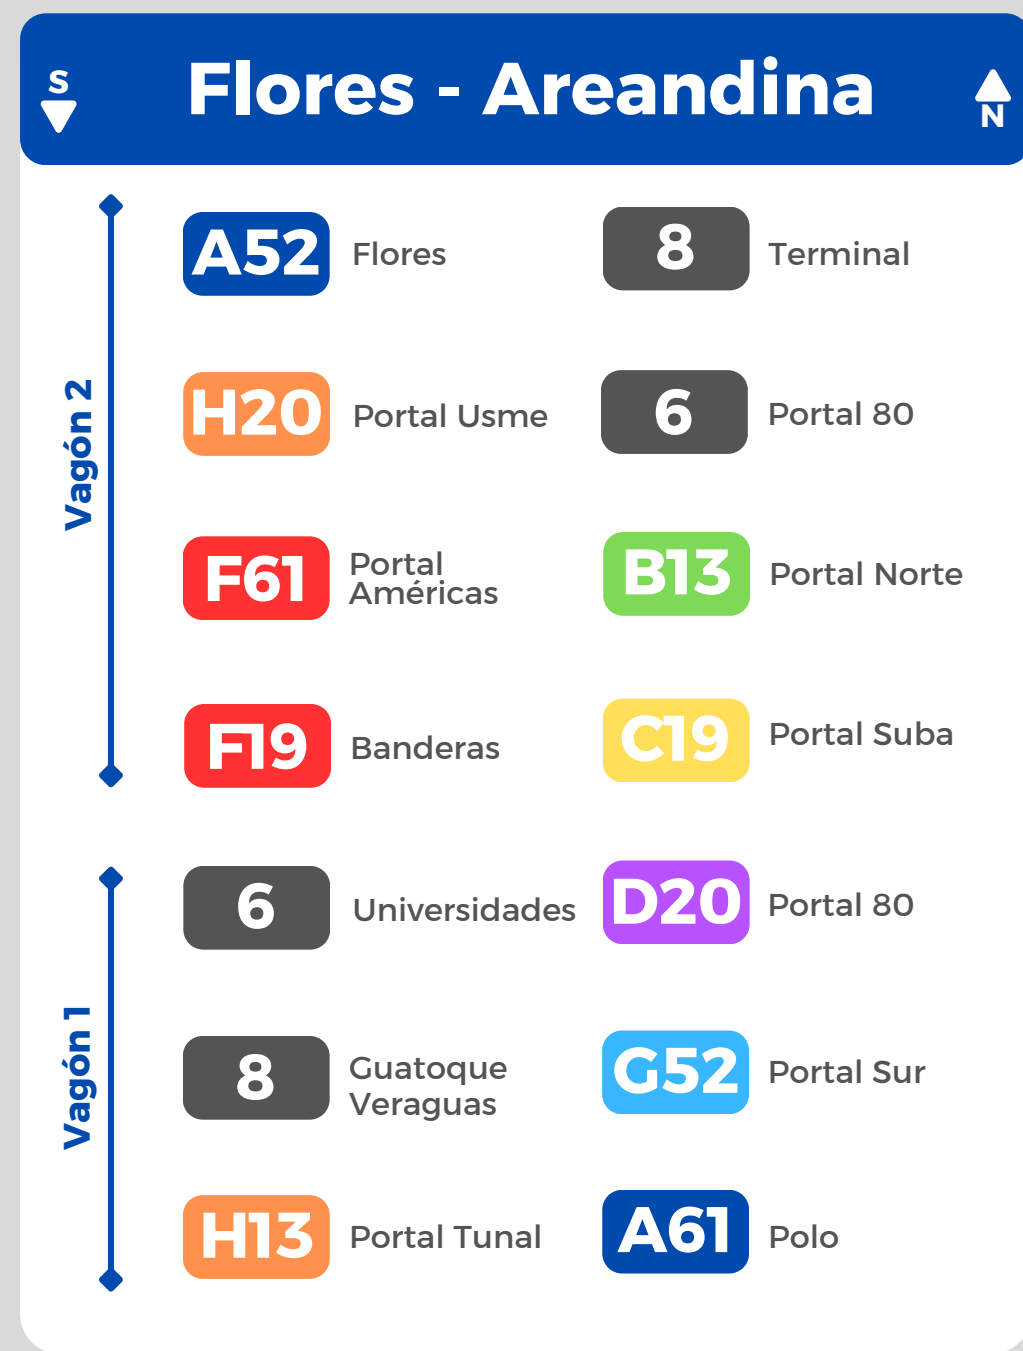 S
Flores - Areandina
N
Vagón 2
A52 Flores
8 Terminal
H20 Portal Usme
6 Portal 80
F61 Portal
Américas
B13 Portal Norte
F19 Banderas
C19 Portal Suba
Vagón 1
6 Universidades
D20 Portal 80
8 Guatoque
Veraguas
G52 Portal Sur
H13 Portal Tunal
A61 Polo